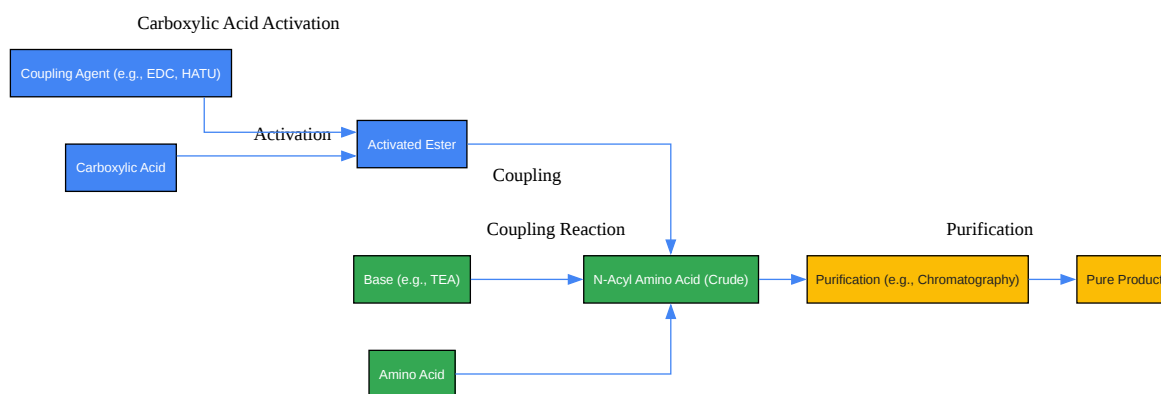 Carboxylic Acid Activation
Coupling Agent (e.g., EDC, HATU)
Activation
Activated Ester
Carboxylic Acid
Coupling
Coupling Reaction
Purification
Base (e.g., TEA)
N-Acyl Amino Acid (Crude)
Purification (e.g., Chromatography)
Pure Product
Amino Acid